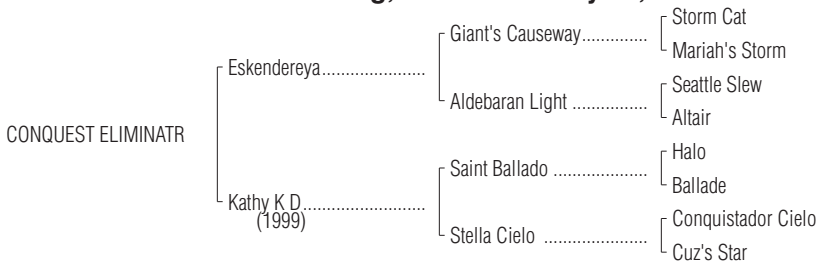 Storm Cat
Giant's Causeway..............
Mariah's Storm
Eskendereya......................
Seattle Slew
Aldebaran Light ................
Altair
CONQUEST ELIMINATR
Halo
Saint Ballado ....................
Ballade
Kathy K D..........................
(1999)
Conquistador Cielo
Stella Cielo ......................
Cuz's Star